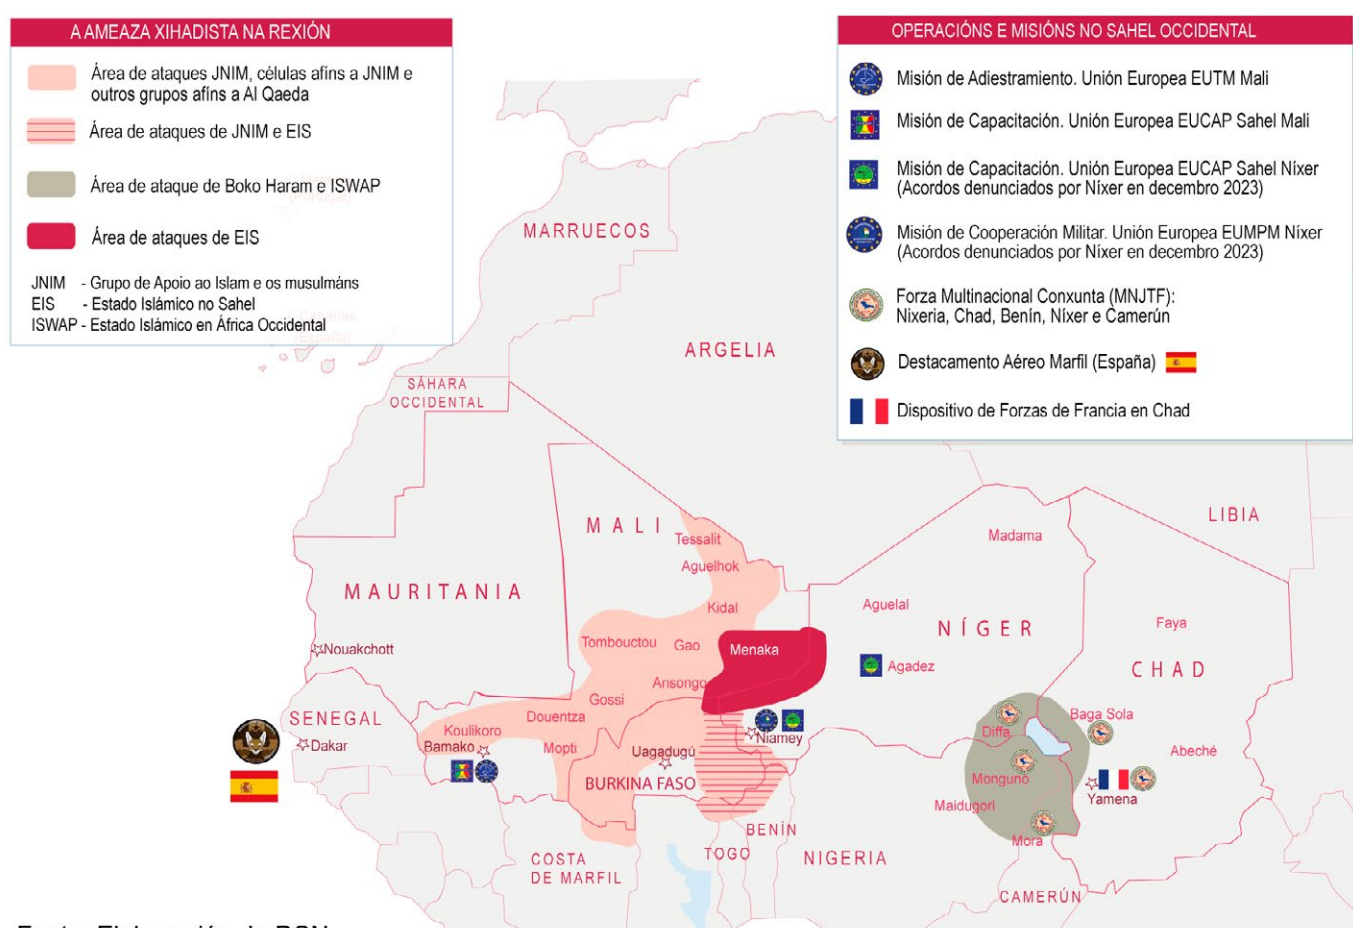 A AMEAZA XIHADISTA NA REXIÓN
Área de ataques JNIM, células afíns a JNIM e
outros grupos afíns a Al Qaeda
Área de ataques de JNIM e EIS
Área de ataque de Boko Haram e ISWAP
Área de ataques de EIS
JNIM - Grupo de Apoio ao Islam e os musulmáns
EIS - Estado Islámico no Sahel
ISWAP - Estado Islámico en África Occidental
OPERACIÓNS E MISIÓNS NO SAHEL OCCIDENTAL
Misión de Adiestramento. Unión Europea EUTM Mali
Misión de Capacitación. Unión Europea EUCAP Sahel Mali
Misión de Capacitación. Unión Europea EUCAP Sahel Níxer
(Acordos denunciados por Níxer en decembro 2023)
Misión de Cooperación Militar. Unión Europea EUMPM Níxer
(Acordos denunciados por Níxer en decembro 2023)
Forza Multinacional Conxunta (MNJTF):
Nixeria, Chad, Benín, Níxer e Camerún
Destacamento Aéreo Marfil (España)
Dispositivo de Forzas de Francia en Chad
Canarias
(España)
MARRUECOS
ARGELIA
SÁHARA
OCCIDENTAL
LIBIA
MALI
Tessalit
Madama
Aguelhok
MAURITANIA
Kidal
Aguelal
NÍGER
Faya
Tombouctou
Gao
Menaka
Nouakchott
Agadez
CHAD
Ansongo
Gossi
SENEGAL
Douentza
Baga Sola
Koulikoro
Diffa
Niamey
Dakar
Bamako
Mopti
Uagadugú
Abeché
BURKINA FASO
Monguno
Yamena
Maidugori
BENÍN
Mora
TOGO
NIGERIA
COSTA
DE MARFIL
CAMERÚN